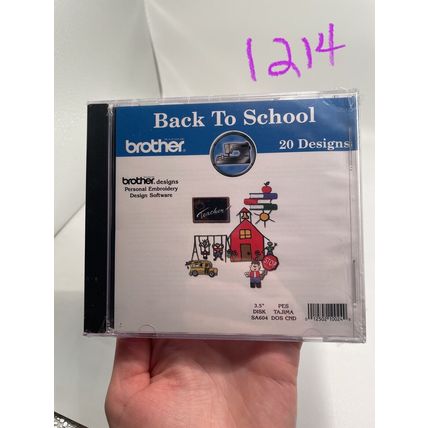 1214
Back To School
brother
20 Designs
brother. designs
Personal Embroidery
Design Software
Teacher
STOP
3.5" PES
DISK TAJIMA
SA604 DOS CND